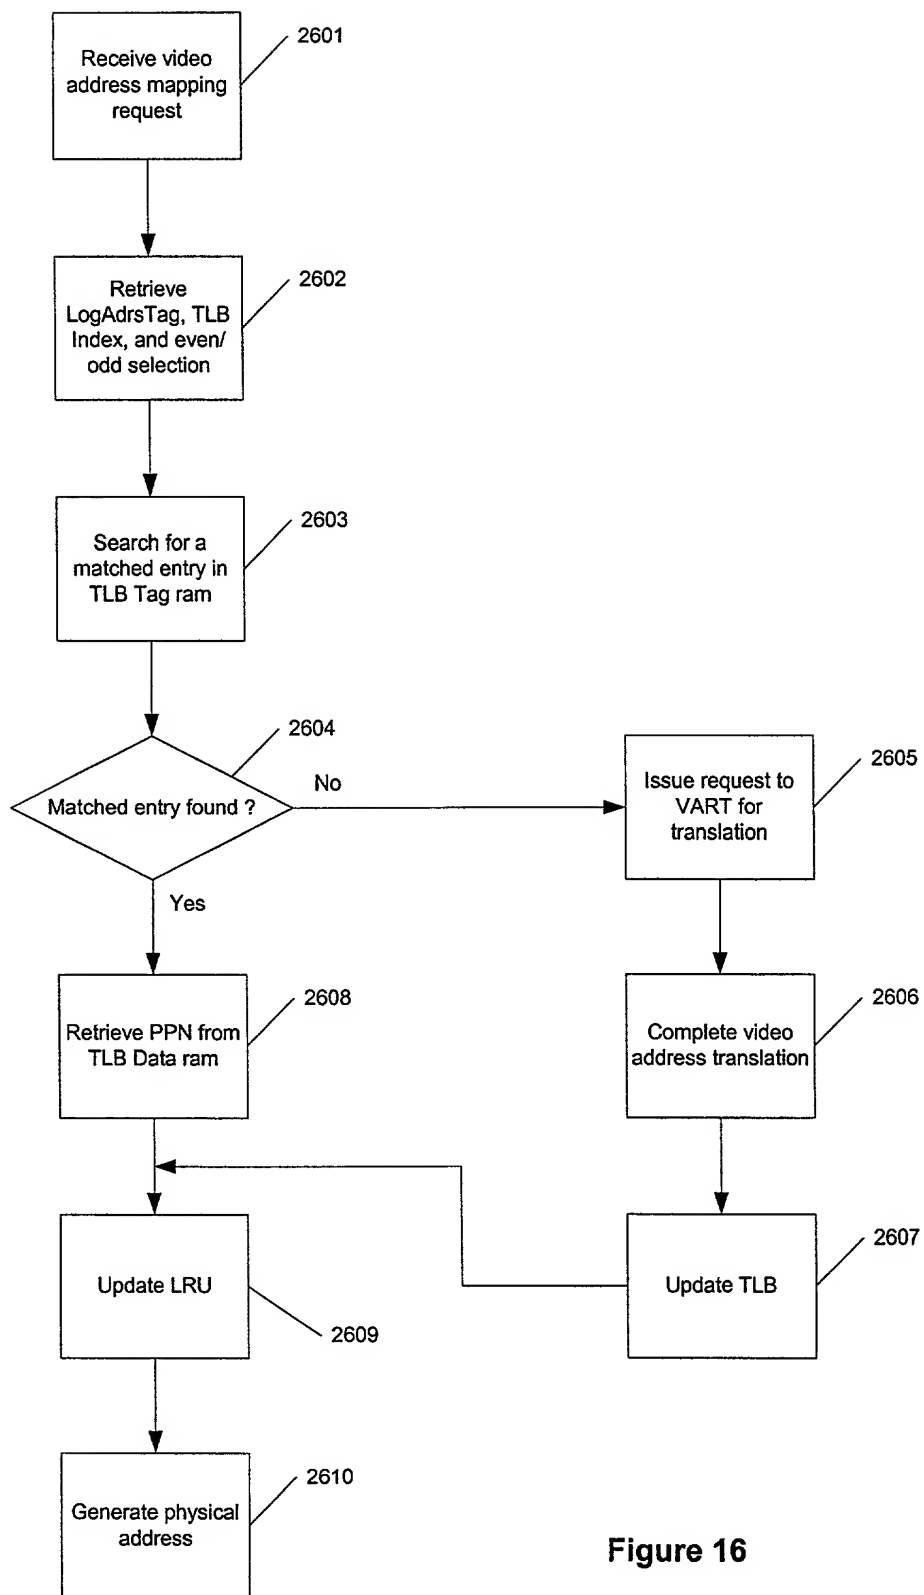 2601
Receive video
address mapping
request
2602
Retrieve
LogAdrsTag, TLB
Index, and even/
odd selection
2603
Search for a
matched entry in
TLB Tag ram
2604
Matched entry found ?
No
Yes
2605
Issue request to
VART for
translation
2608
Retrieve PPN from
TLB Data ram
2606
Complete video
address translation
2607
Update TLB
Update LRU
2609
2610
Generate physical
address
Figure 16